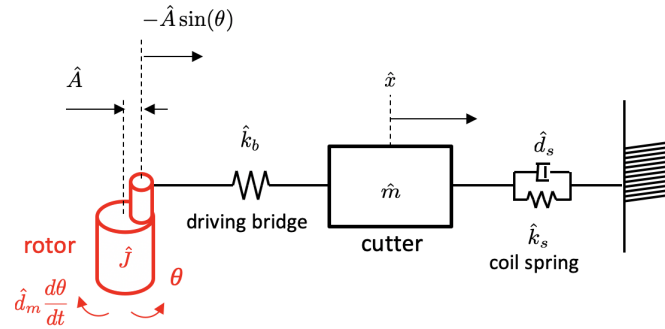 −Â sin(θ)
Â
x̂
k̂_b
d̂_s
driving bridge
m̂
cutter
k̂_s
coil spring
rotor
Ĵ
θ
d̂_m dθ/dt